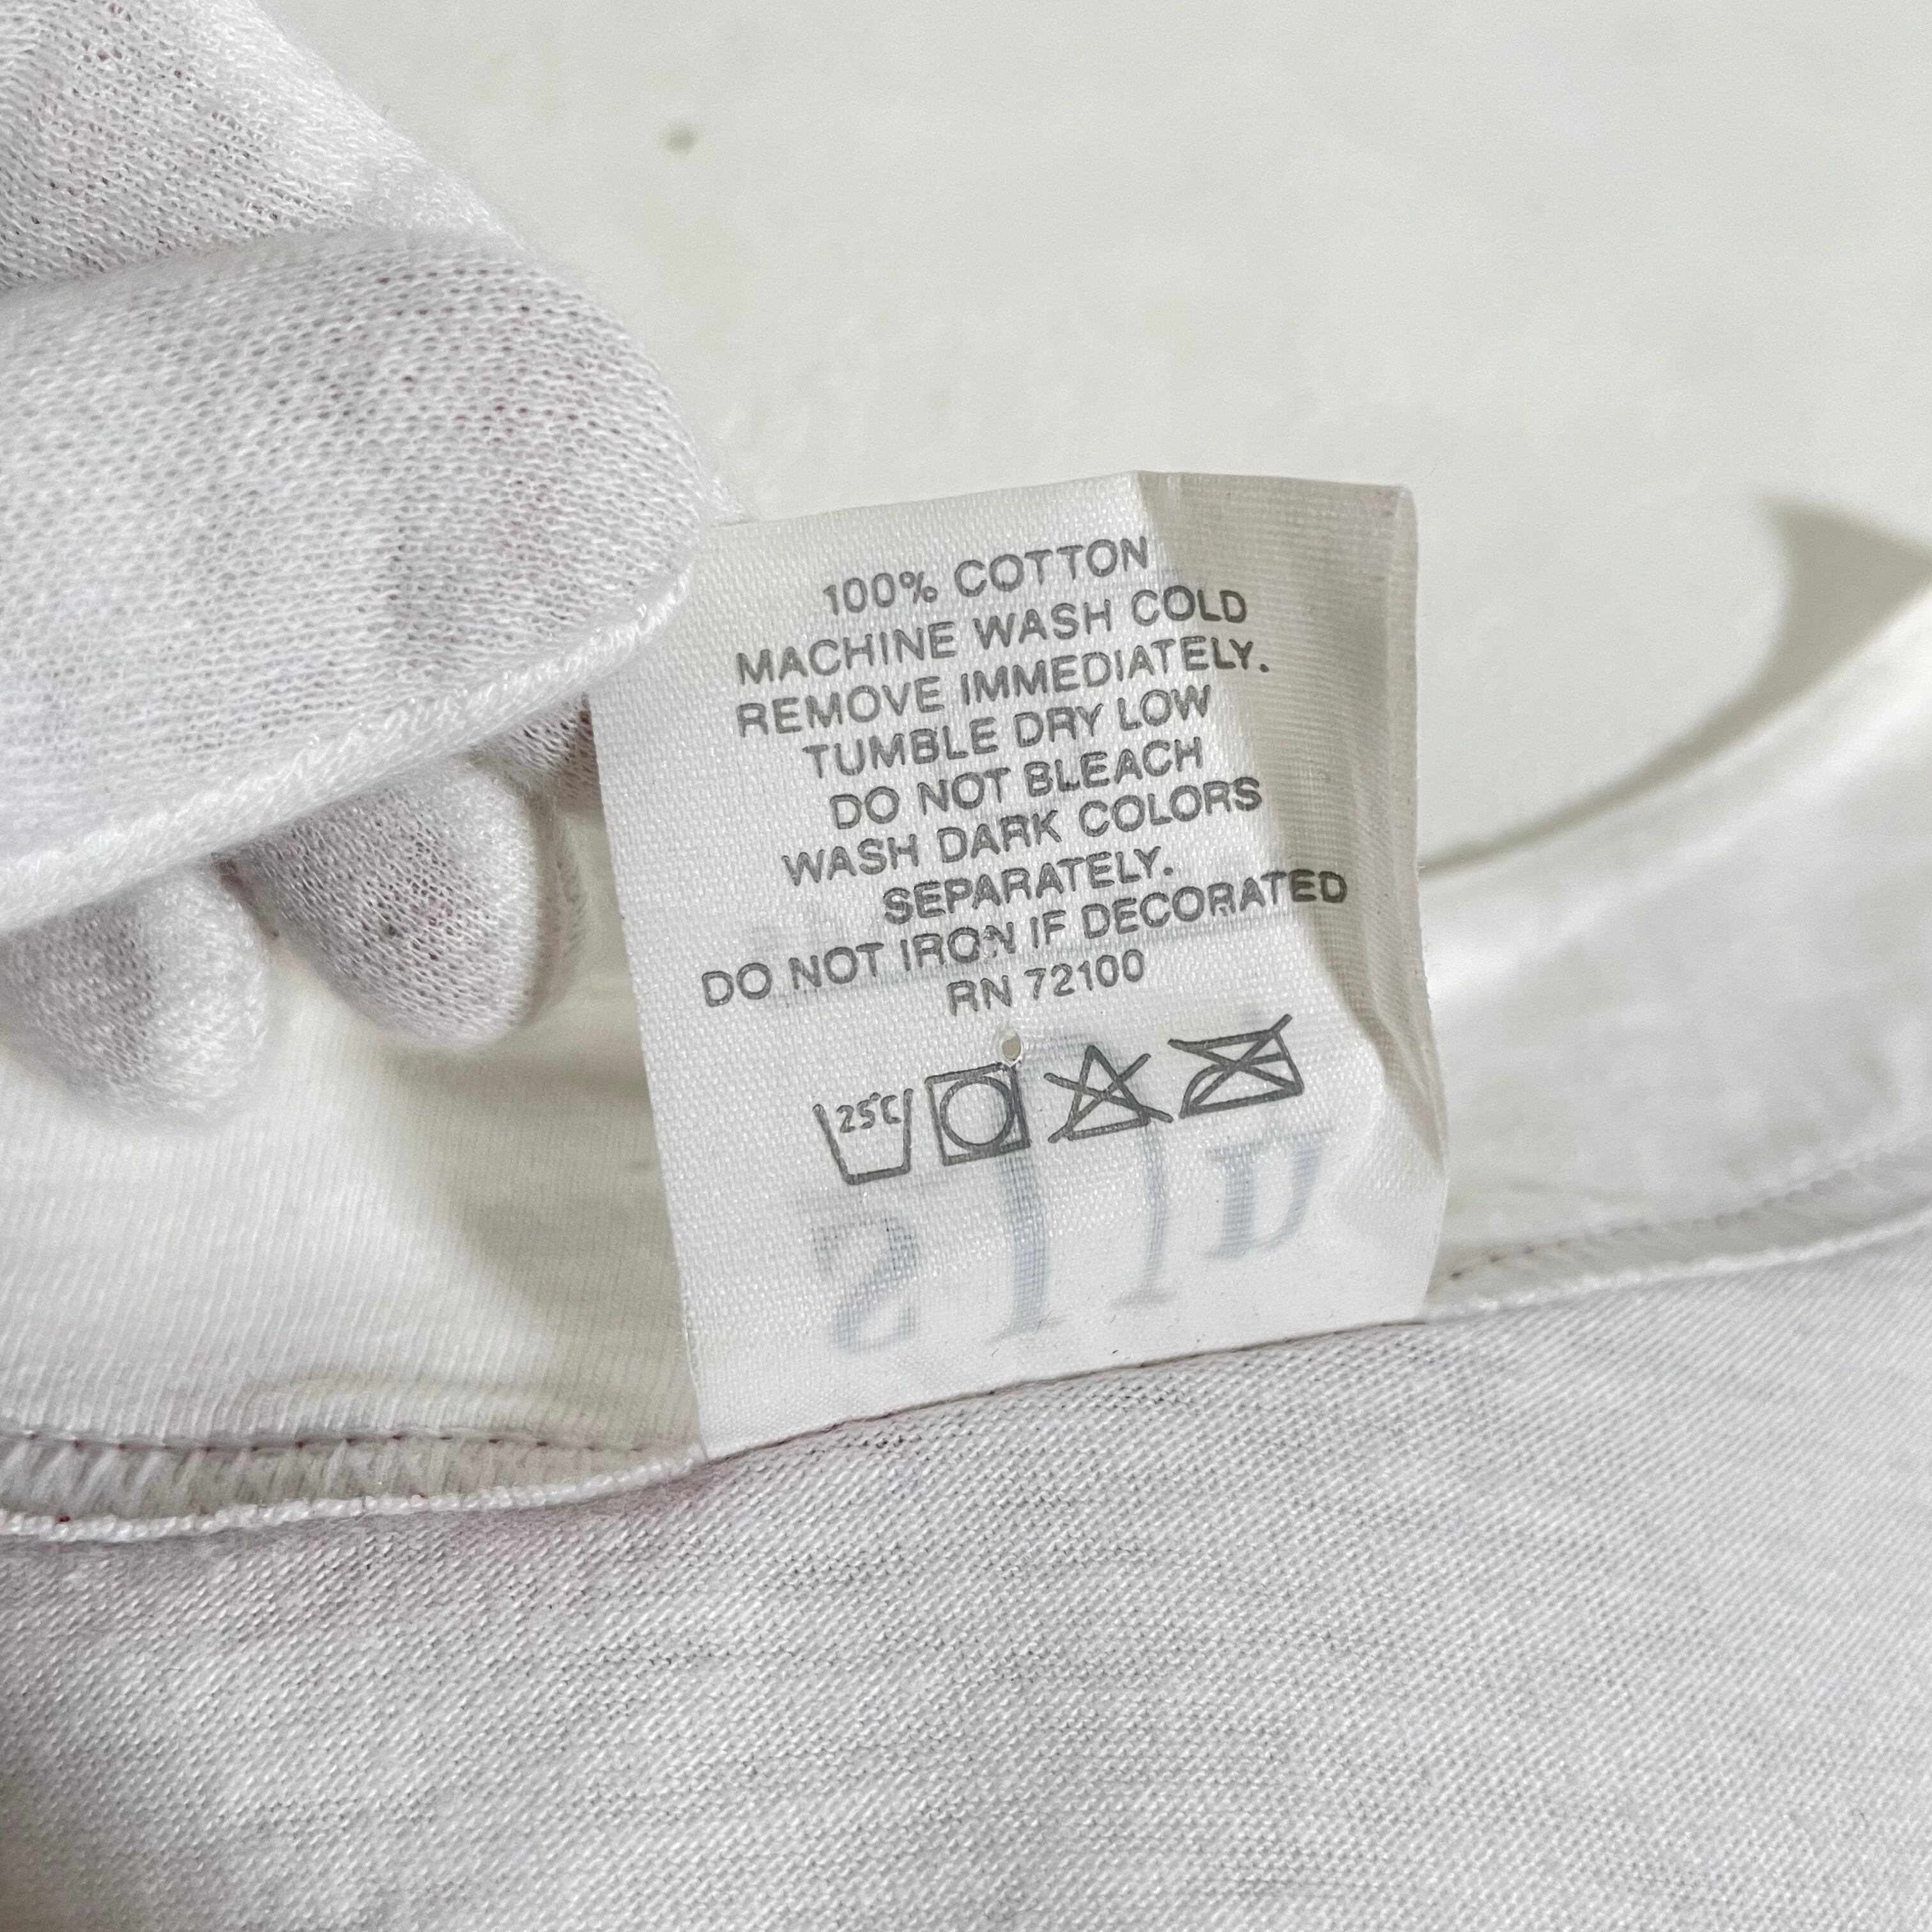 100% COTTON
MACHINE WASH COLD
REMOVE IMMEDIATELY.
TUMBLE DRY LOW
DO NOT BLEACH
WASH DARK COLORS
SEPARATELY.
DO NOT IRON IF DECORATED
RN 72100
25°C